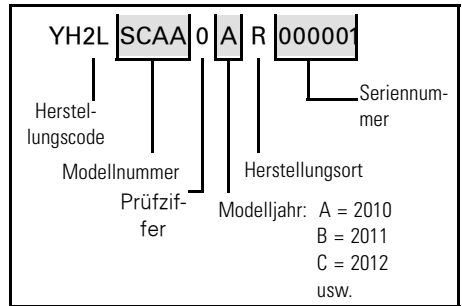 YH2L SCAA 0 A R 000001
Herstel-
lungscode
Seriennum-
mer
Modellnummer
Herstellungsort
Prüfzif-
fer
Modelljahr: A = 2010
B = 2011
C = 2012
usw.